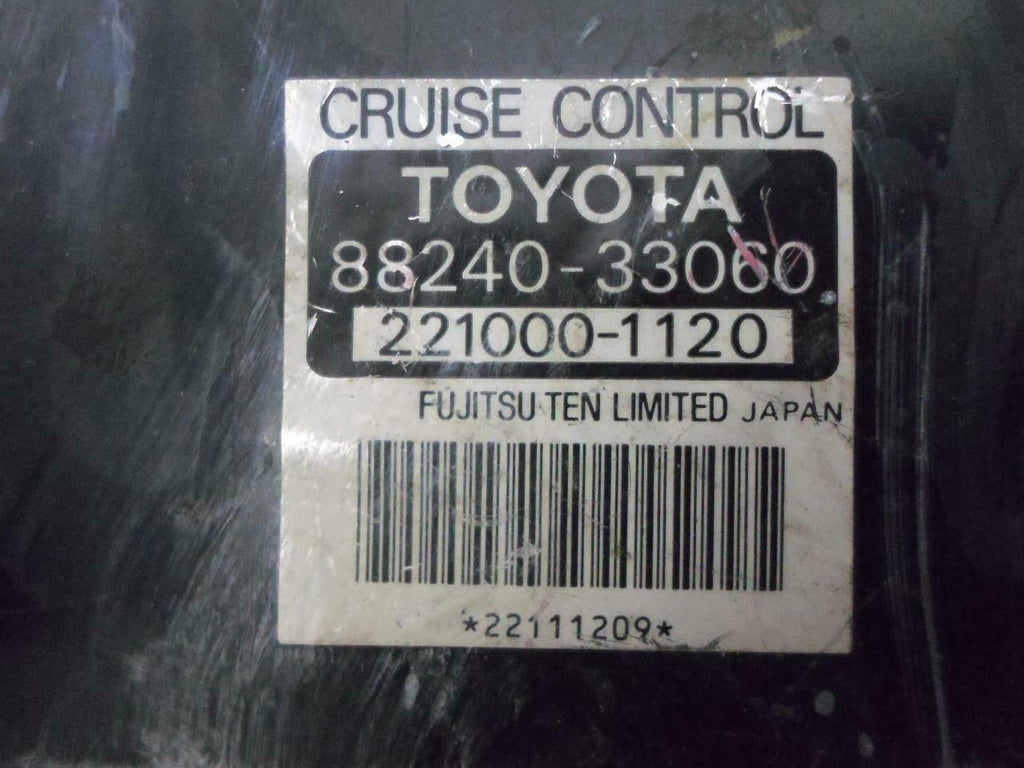 CRUISE CONTROL
TOYOTA
88240-33060
221000-1120
FUJITSU TEN LIMITED JAPAN
*22111209*